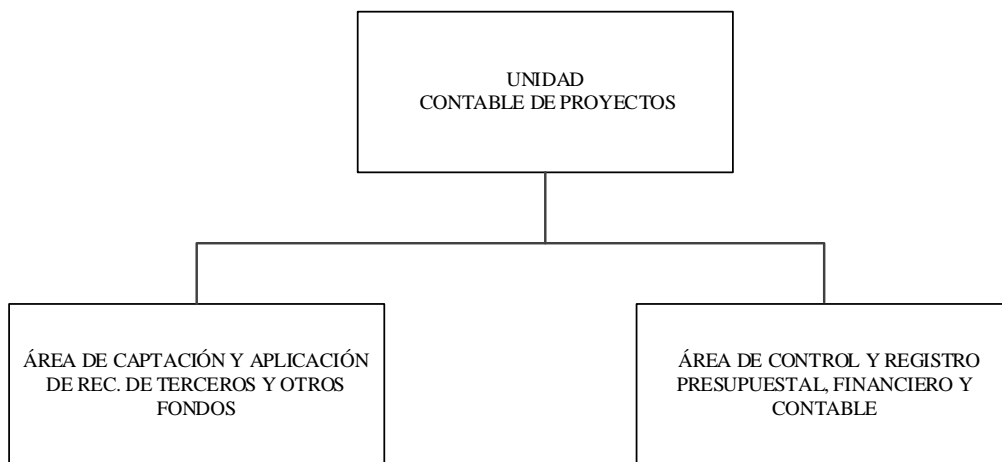 UNIDAD
CONTABLE DE PROYECTOS
ÁREA DE CAPTACIÓN Y APLICACIÓN
DE REC. DE TERCEROS Y OTROS
FONDOS
ÁREA DE CONTROL Y REGISTRO
PRESUPUESTAL, FINANCIERO Y
CONTABLE